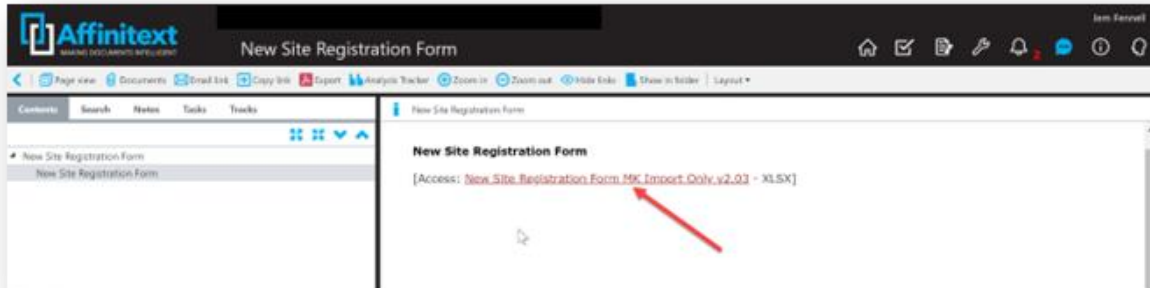 Affinitext
MAKING DOCUMENTS INTELLIGENT
Jem Fennell
New Site Registration Form
2
Page view Documents Email link Copy link Export Analysis Tracker Zoom in Zoom out Hide links Show in folder Layout
Contents Search Notes Tasks Tracks
New Site Registration Form
New Site Registration Form
New Site Registration Form
New Site Registration Form
[Access: New Site Registration Form MK Import Only v2.03 - XLSX]